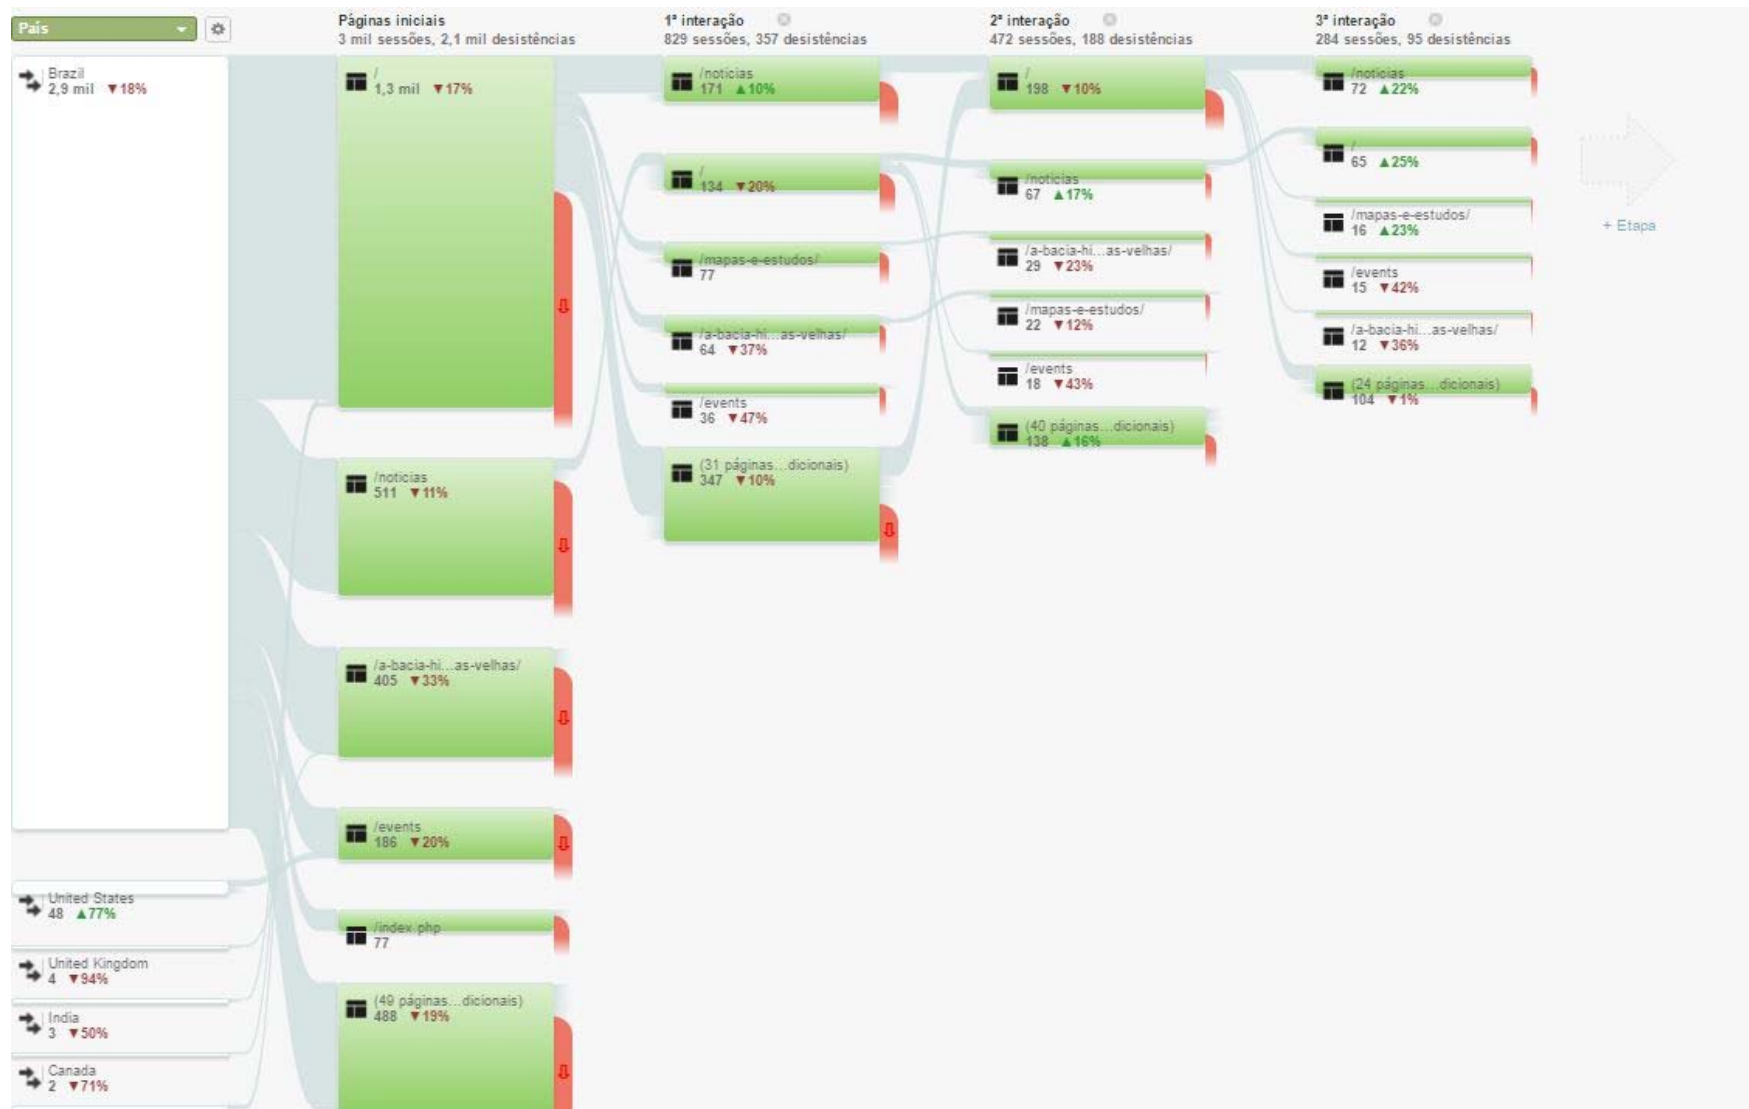 País
Brazil
2,9 mil ▼18%
United States
48 ▲77%
United Kingdom
4 ▼94%
India
3 ▼50%
Canada
2 ▼71%
Páginas iniciais
3 mil sessões, 2,1 mil desistências
/
1,3 mil ▼17%
/noticias
511 ▼11%
/a-bacia-hi...as-velhas/
405 ▼33%
/events
186 ▼20%
/index.php
77
(49 páginas...dicionais)
488 ▼19%
1ª interação
829 sessões, 357 desistências
/noticias
171 ▲10%
/
134 ▼20%
/mapas-e-estudos/
77
/a-bacia-hi...as-velhas/
64 ▼37%
/events
36 ▼47%
(31 páginas...dicionais)
347 ▼10%
2ª interação
472 sessões, 188 desistências
/
198 ▼10%
/noticias
67 ▲17%
/a-bacia-hi...as-velhas/
29 ▼23%
/mapas-e-estudos/
22 ▼12%
/events
18 ▼43%
(40 páginas...dicionais)
138 ▲16%
3ª interação
284 sessões, 95 desistências
/noticias
72 ▲22%
/
65 ▲25%
/mapas-e-estudos/
16 ▲23%
/events
15 ▼42%
/a-bacia-hi...as-velhas/
12 ▼36%
(24 páginas...dicionais)
104 ▼1%
+ Etapa